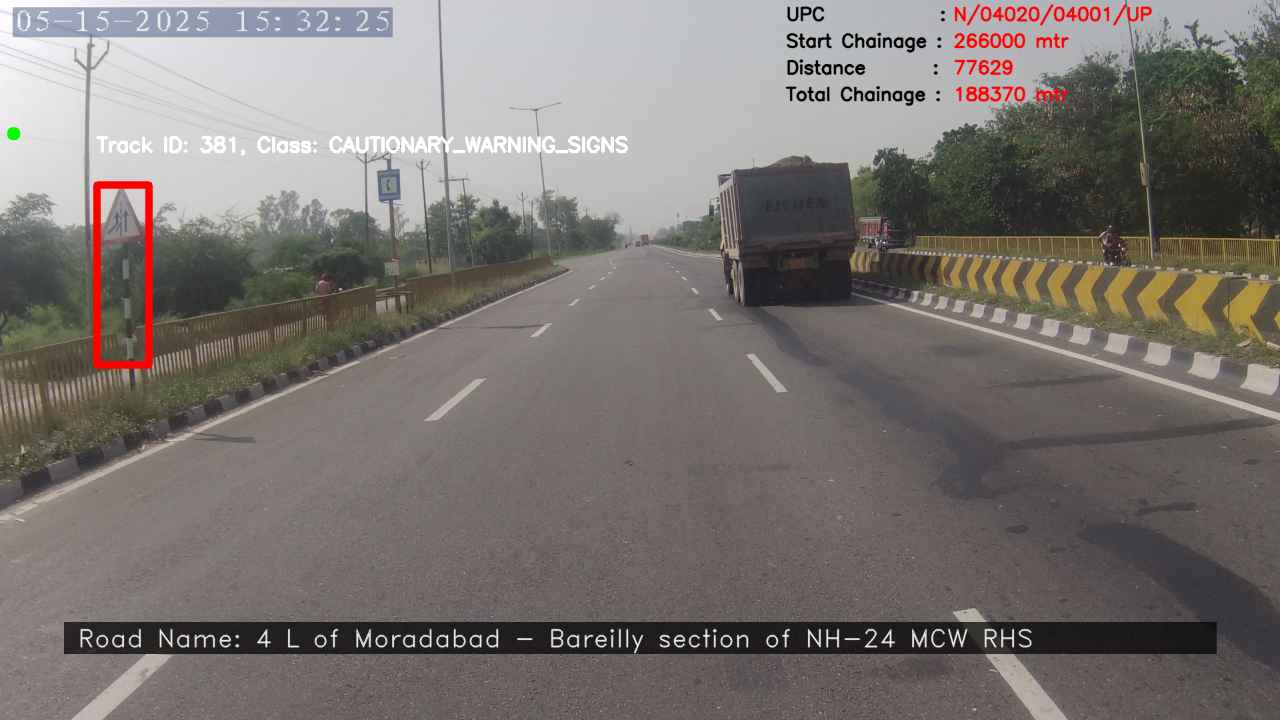 05-15-2025 15:32:25
UPC : N/04020/04001/UP
Start Chainage : 266000 mtr
Distance : 77629
Total Chainage : 188370 mtr
Track ID: 381, Class: CAUTIONARY_WARNING_SIGNS
Road Name: 4 L of Moradabad - Bareilly section of NH-24 MCW RHS